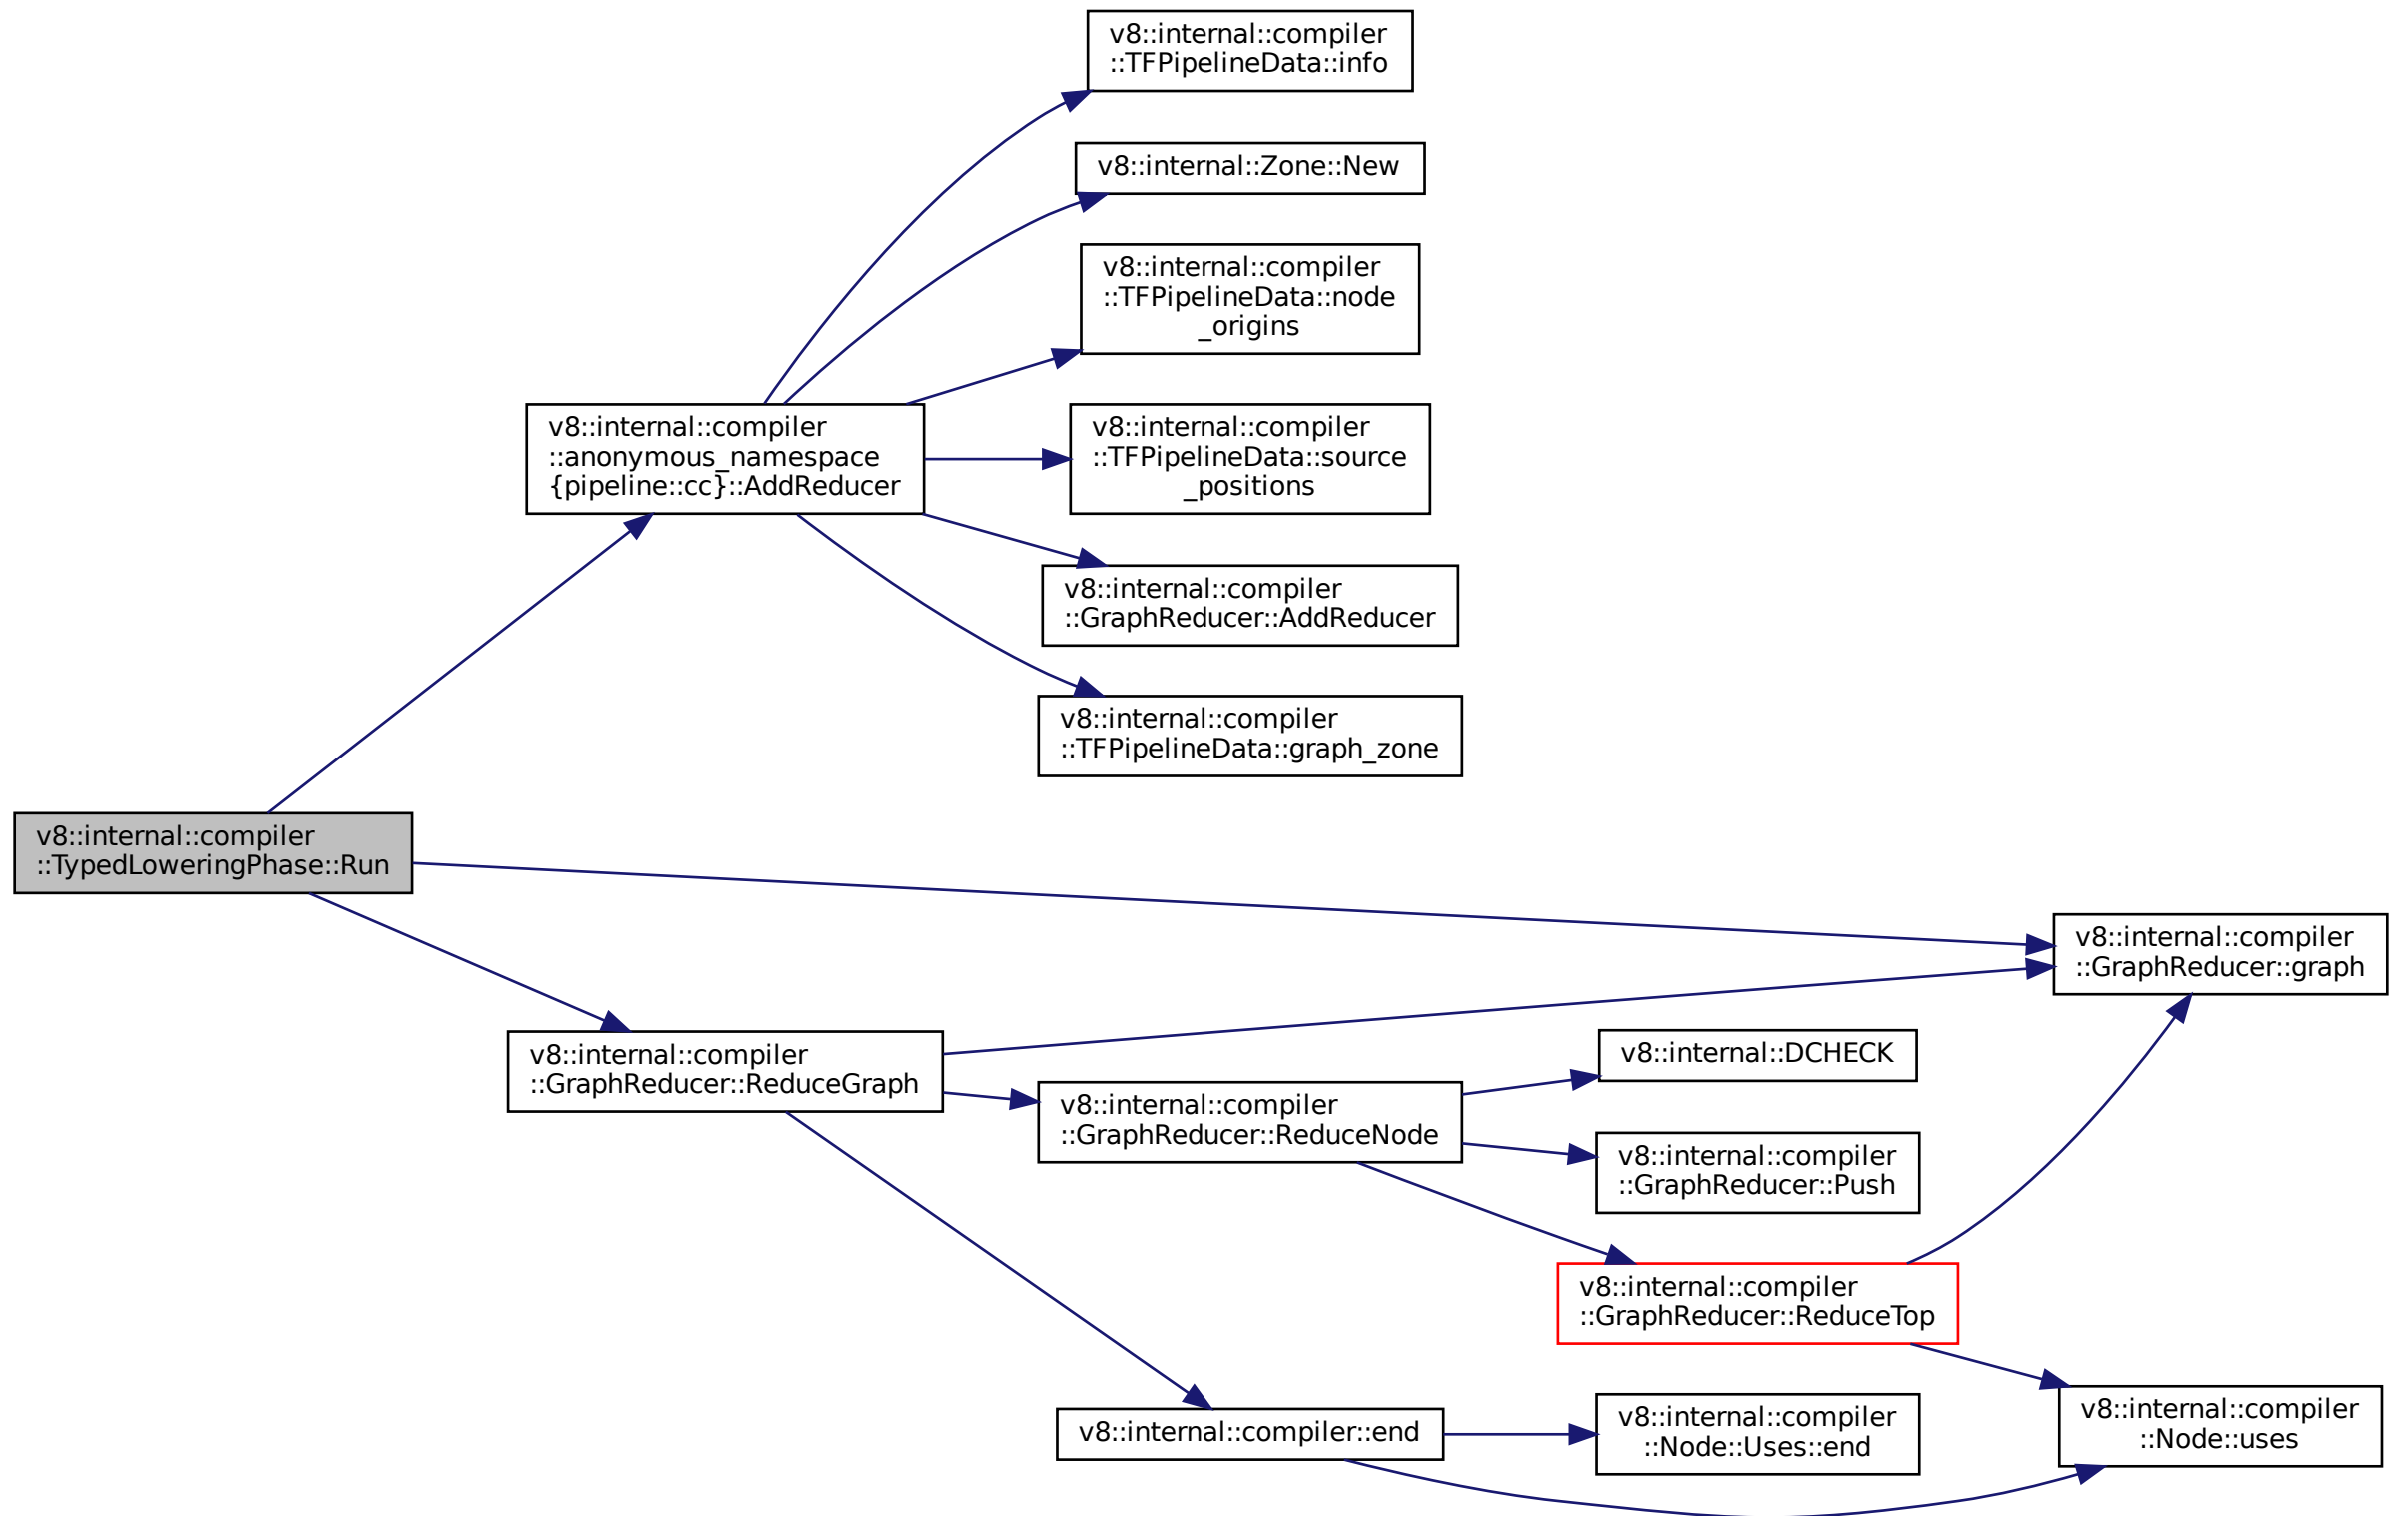 v8::internal::compiler
::TFPipelineData::info
v8::internal::Zone::New
v8::internal::compiler
::TFPipelineData::node
_origins
v8::internal::compiler
::anonymous_namespace
{pipeline::cc}::AddReducer
v8::internal::compiler
::TFPipelineData::source
_positions
v8::internal::compiler
::GraphReducer::AddReducer
v8::internal::compiler
::TFPipelineData::graph_zone
v8::internal::compiler
::TypedLoweringPhase::Run
v8::internal::compiler
::GraphReducer::graph
v8::internal::compiler
::GraphReducer::ReduceGraph
v8::internal::DCHECK
v8::internal::compiler
::GraphReducer::ReduceNode
v8::internal::compiler
::GraphReducer::Push
v8::internal::compiler
::GraphReducer::ReduceTop
v8::internal::compiler::end
v8::internal::compiler
::Node::Uses::end
v8::internal::compiler
::Node::uses